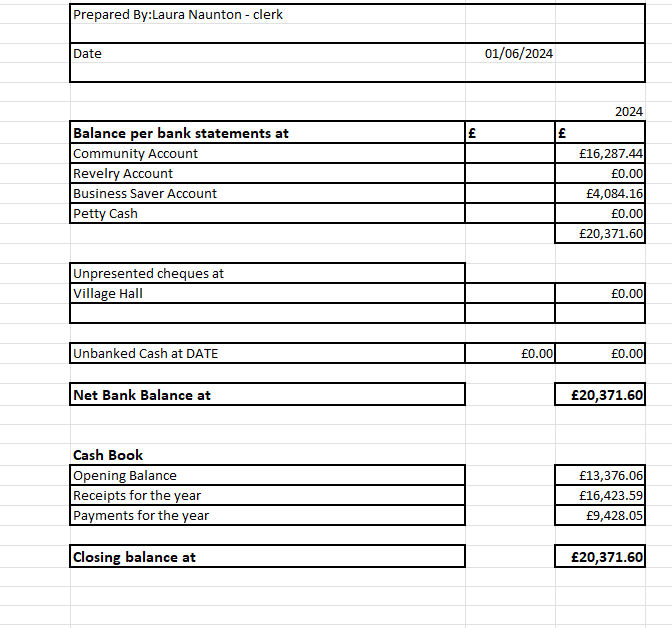 Prepared By:Laura Naunton - clerk
Date 01/06/2024
2024
Balance per bank statements at £ £
Community Account £16,287.44
Revelry Account £0.00
Business Saver Account £4,084.16
Petty Cash £0.00
£20,371.60
Unpresented cheques at
Village Hall £0.00
Unbanked Cash at DATE £0.00 £0.00
Net Bank Balance at £20,371.60
Cash Book
Opening Balance £13,376.06
Receipts for the year £16,423.59
Payments for the year £9,428.05
Closing balance at £20,371.60